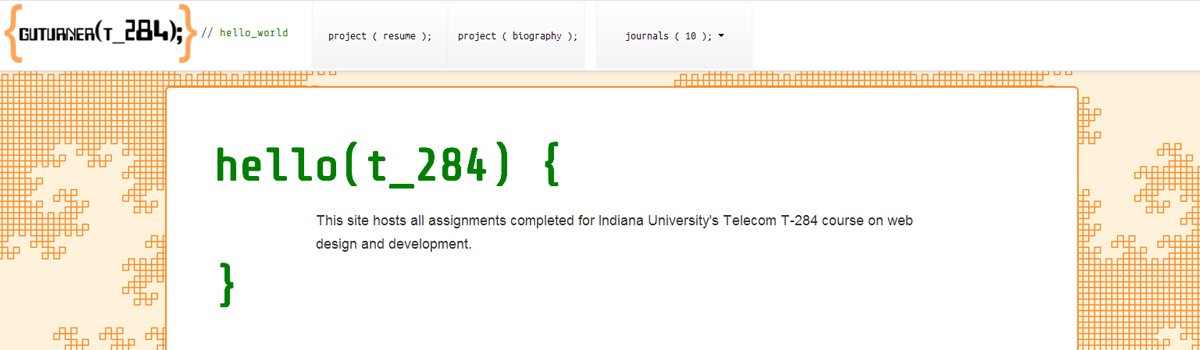 {GUTURNER(T_284);} // hello_world project ( resume ); project ( biography ); journals ( 10 );
hello(t_284) {
This site hosts all assignments completed for Indiana University's Telecom T-284 course on web
design and development.
}